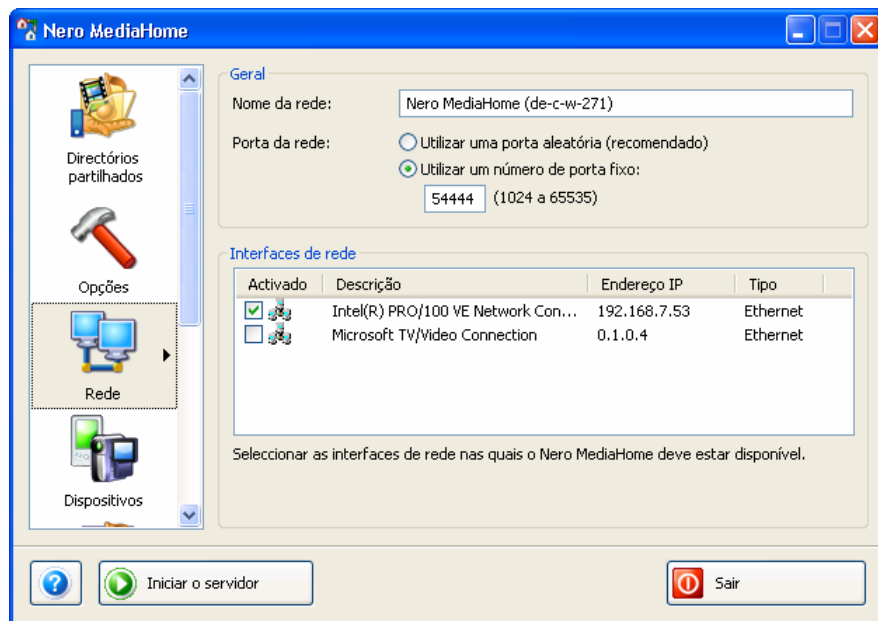 Nero MediaHome
Directórios
partilhados
Opções
Rede
Dispositivos
Geral
Nome da rede:
Nero MediaHome (de-c-w-271)
Porta da rede:
Utilizar uma porta aleatória (recomendado)
Utilizar um número de porta fixo:
54444 (1024 a 65535)
Interfaces de rede
Activado Descrição Endereço IP Tipo
Intel(R) PRO/100 VE Network Con... 192.168.7.53 Ethernet
Microsoft TV/Video Connection 0.1.0.4 Ethernet
Seleccionar as interfaces de rede nas quais o Nero MediaHome deve estar disponível.
Iniciar o servidor
Sair